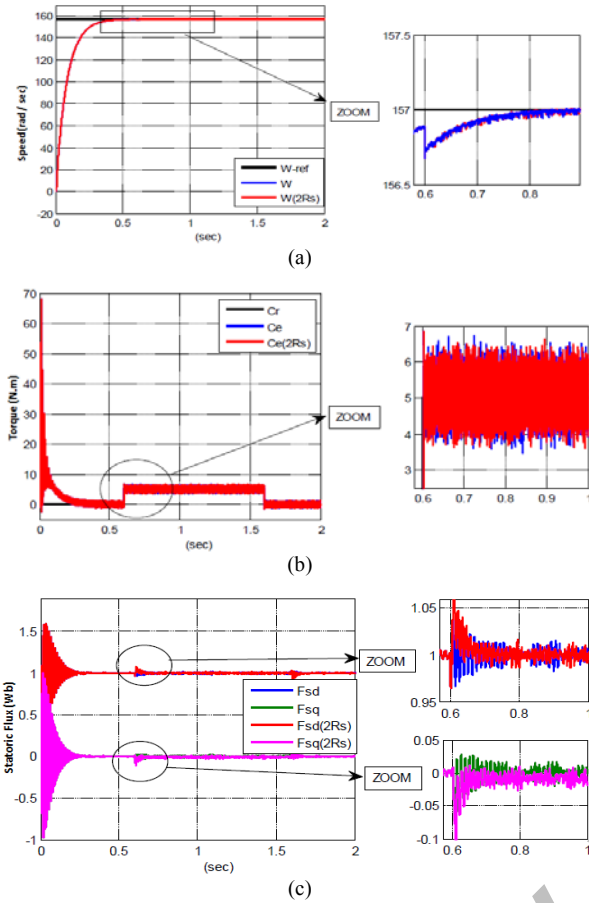 160
140
120
100
80
60
40
20
0
-20
Speed(rad/ sec)
0
0.5
1
1.5
2
(sec)
W-ref
W
W(2Rs)
ZOOM
157.5
157
156.5
0.6
0.7
0.8
(a)
70
60
50
40
30
20
10
0
Torque (N.m)
0
0.5
1
1.5
2
(sec)
Cr
Ce
Ce(2Rs)
ZOOM
7
6
5
4
3
0.6
0.7
0.8
0.9
1
(b)
1.5
1
0.5
0
-0.5
-1
Statoric Flux (Wb)
0
0.5
1
1.5
2
(sec)
Fsd
Fsq
Fsd(2Rs)
Fsq(2Rs)
ZOOM
ZOOM
1.05
1
0.95
0.6
0.8
1
0.05
0
-0.05
-0.1
0.6
0.8
1
(c)